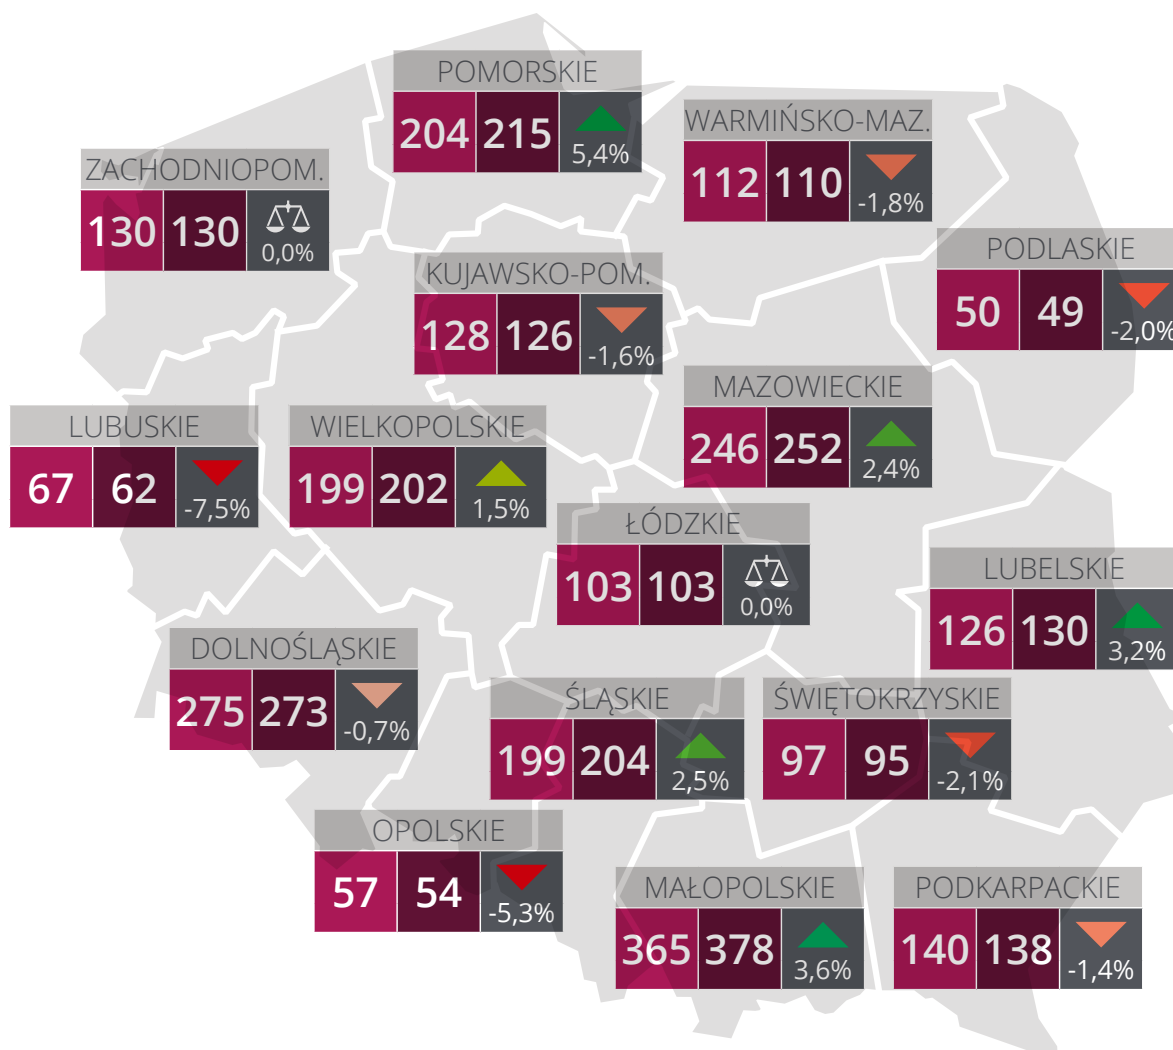 POMORSKIE
204 215 5,4%
WARMIŃSKO-MAZ.
112 110 -1,8%
ZACHODNIOPOM.
130 130 0,0%
PODLASKIE
50 49 -2,0%
KUJAWSKO-POM.
128 126 -1,6%
MAZOWIECKIE
246 252 2,4%
LUBUSKIE
67 62 -7,5%
WIELKOPOLSKIE
199 202 1,5%
ŁÓDZKIE
103 103 0,0%
LUBELSKIE
126 130 3,2%
DOLNOŚLĄSKIE
275 273 -0,7%
ŚLĄSKIE
199 204 2,5%
ŚWIĘTOKRZYSKIE
97 95 -2,1%
OPOLSKIE
57 54 -5,3%
MAŁOPOLSKIE
365 378 3,6%
PODKARPACKIE
140 138 -1,4%